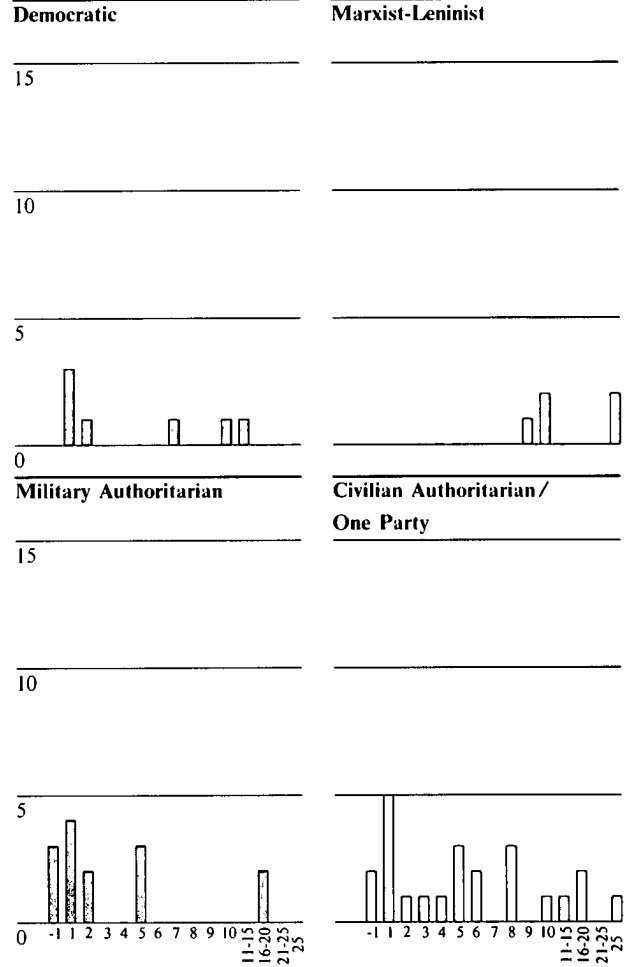 Democratic
15
10
5
0
Marxist-Leninist
Military Authoritarian
15
10
5
0
-1 1 2 3 4 5 6 7 8 9 10 11-15 16-20 21-25 25
Civilian Authoritarian/
One Party
-1 1 2 3 4 5 6 7 8 9 10 11-15 16-20 21-25 25